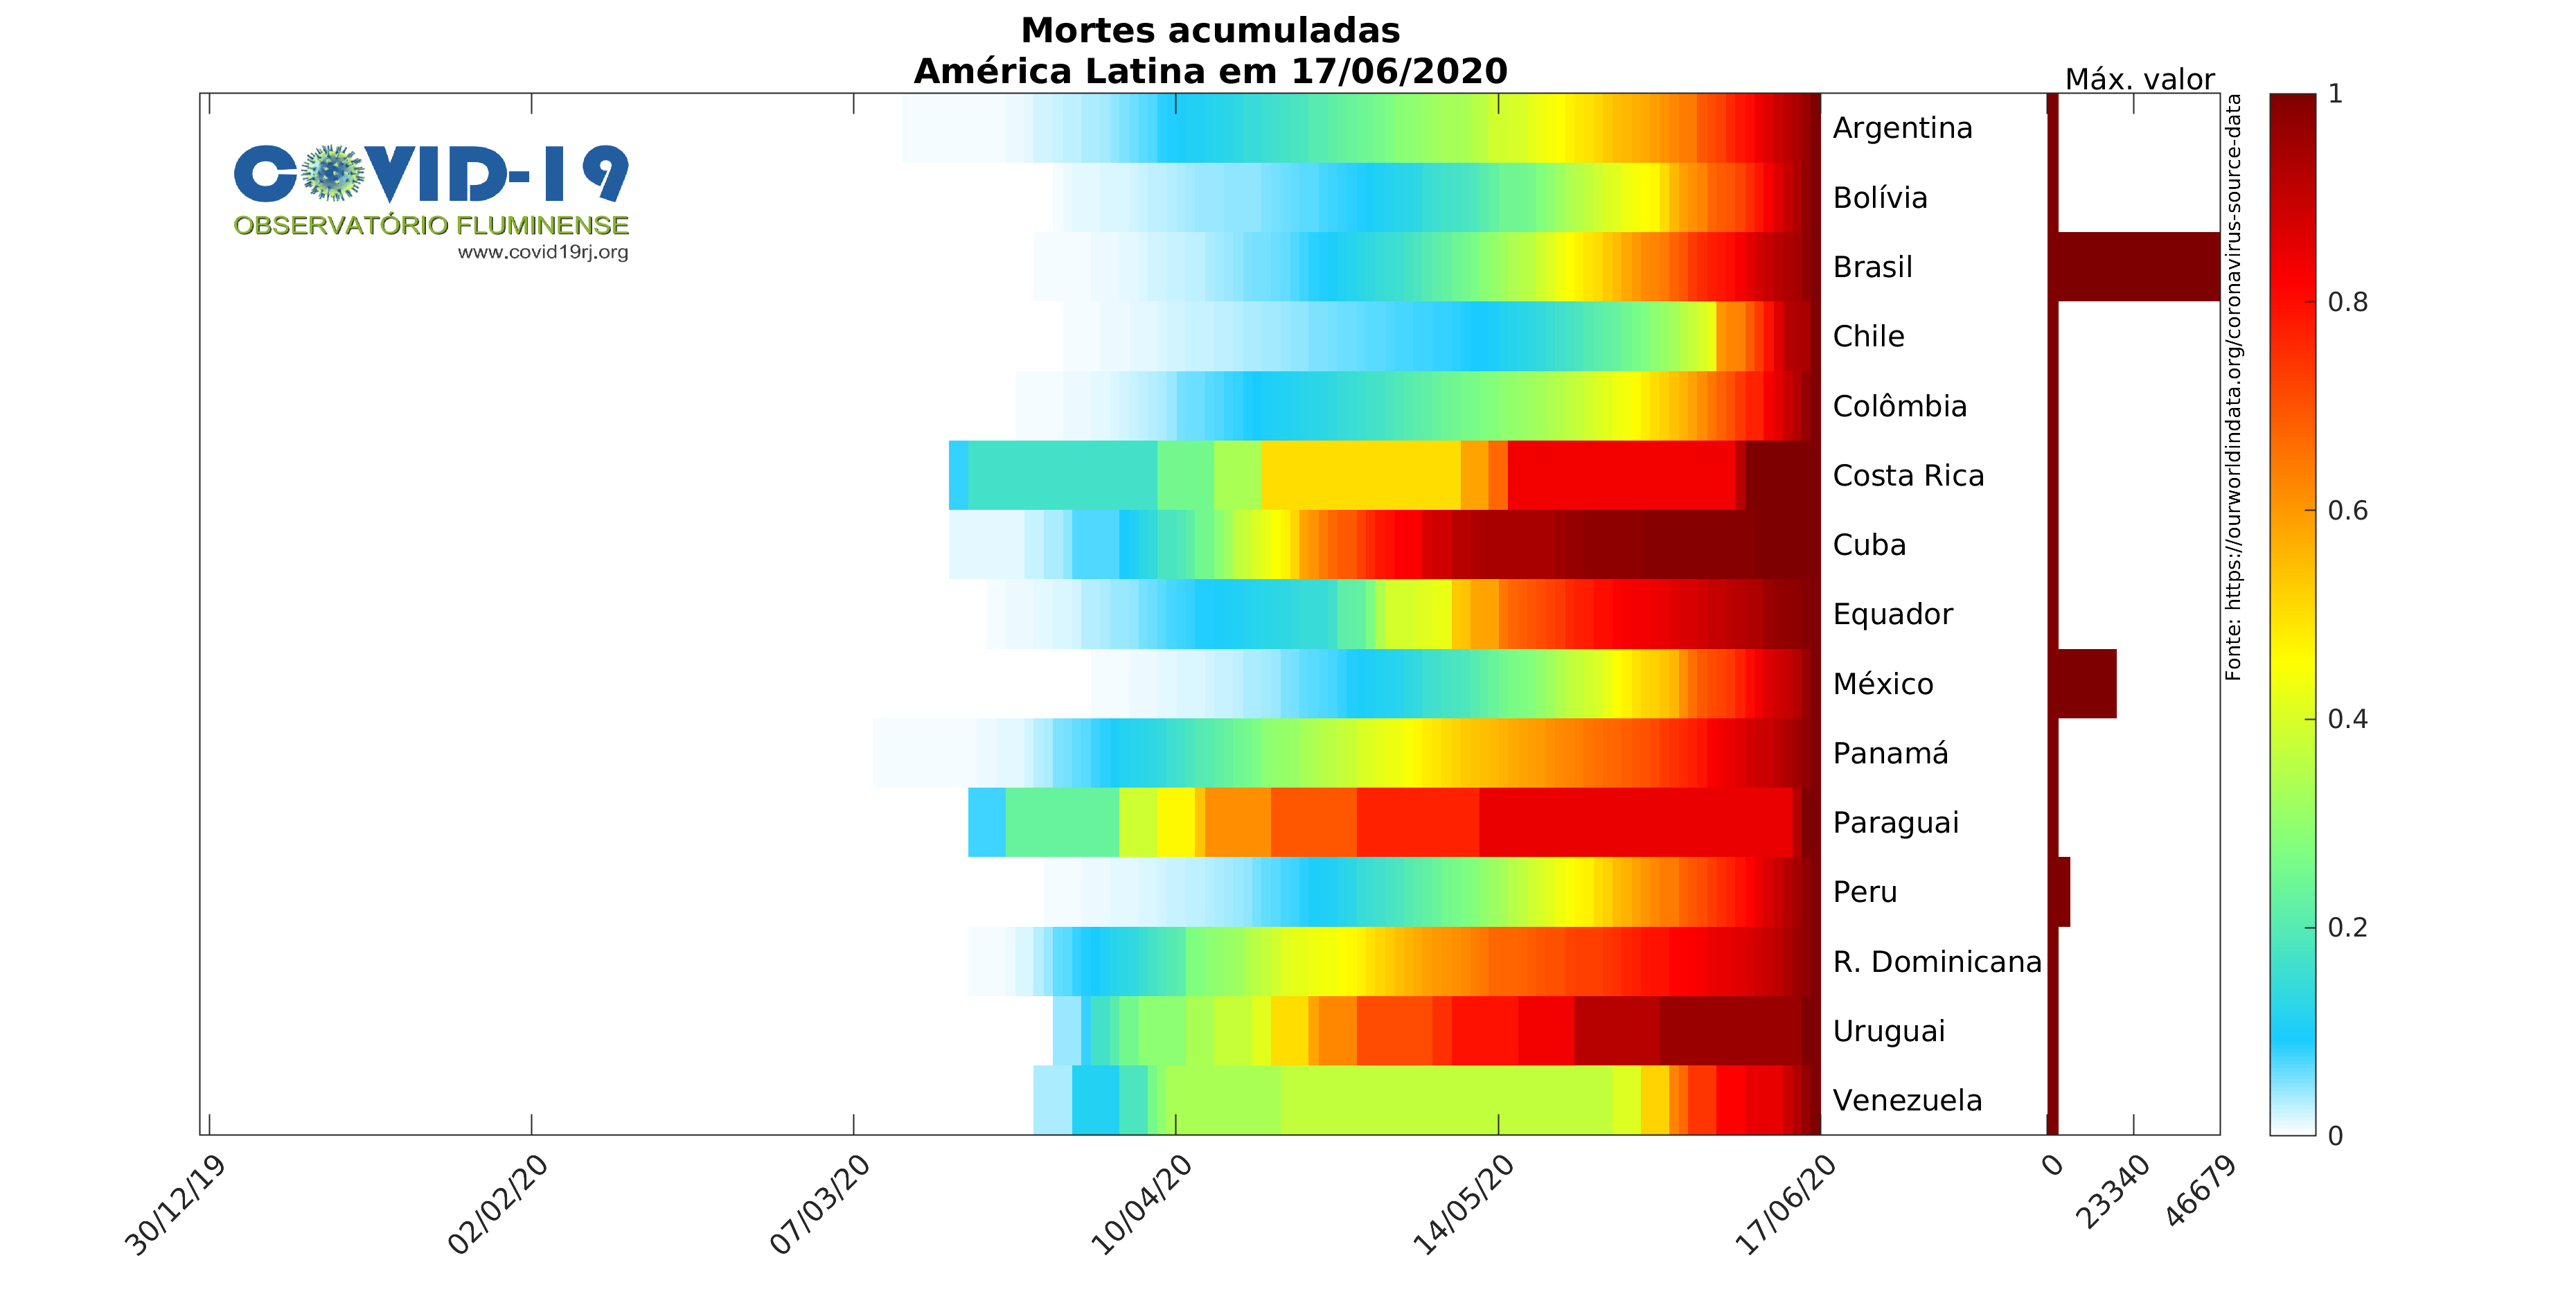 Mortes acumuladas
América Latina em 17/06/2020
Máx. valor
COVID-19
OBSERVATÓRIO FLUMINENSE
www.covid19rj.org
Argentina
Bolívia
Brasil
Chile
Colômbia
Costa Rica
Cuba
Equador
México
Panamá
Paraguai
Peru
R. Dominicana
Uruguai
Venezuela
Fonte: https://ourworldindata.org/coronavirus-source-data
1
0.8
0.6
0.4
0.2
0
30/12/19
02/02/20
07/03/20
10/04/20
14/05/20
17/06/20
0
23340
46679